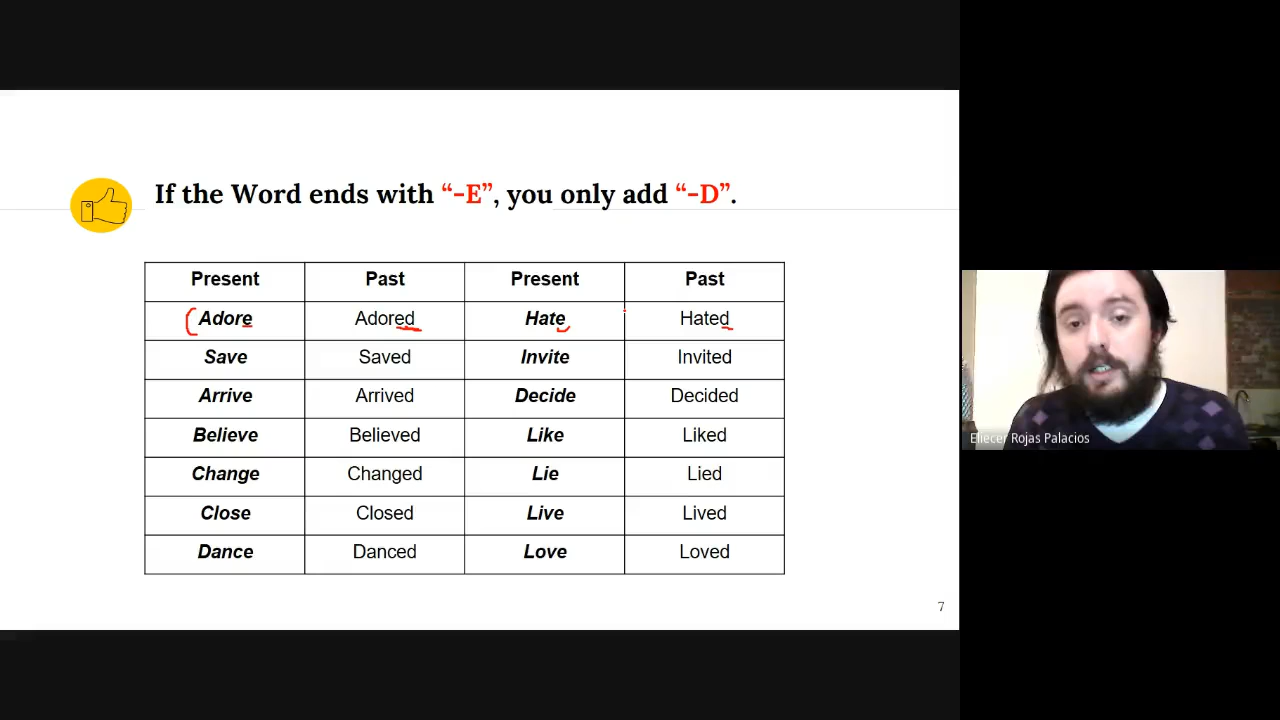 If the Word ends with “-E”, you only add “-D”.
Present Past Present Past
Adore Adored Hate Hated
Save Saved Invite Invited
Arrive Arrived Decide Decided
Believe Believed Like Liked
Change Changed Lie Lied
Close Closed Live Lived
Dance Danced Love Loved
7
Eliecer Rojas Palacios